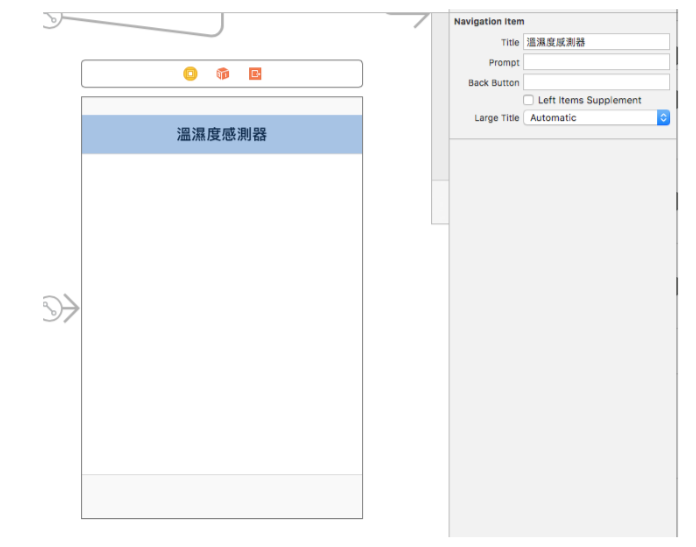 Navigation Item
Title 溫濕度感測器
Prompt
Back Button
Left Items Supplement
Large Title Automatic
溫濕度感測器